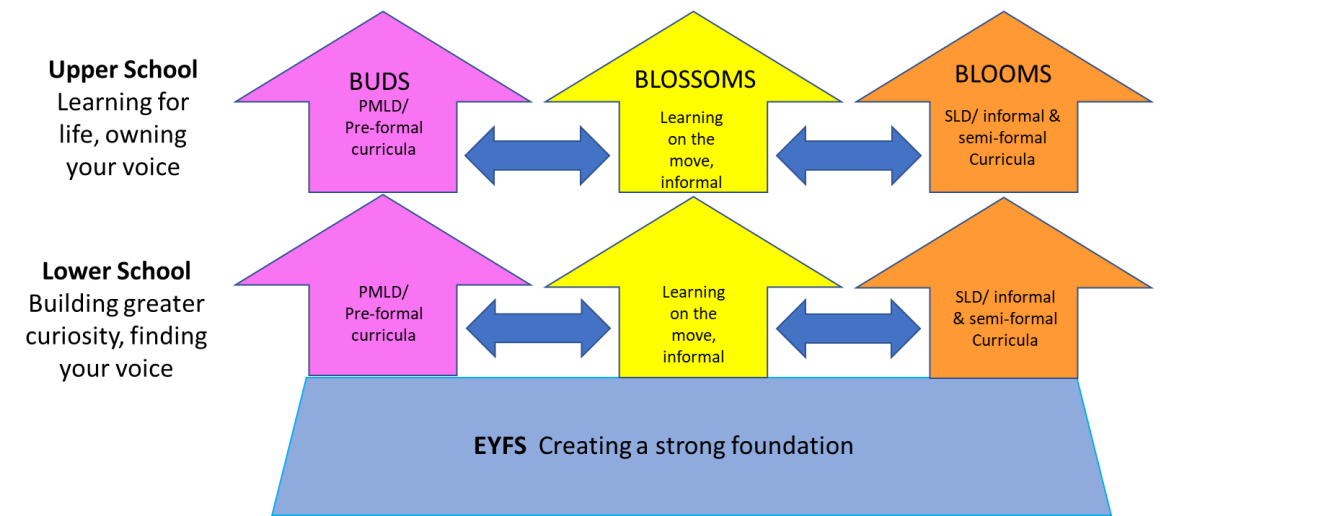 Upper School
Learning for
life, owning
your voice
BUDS
PMLD/
Pre-formal
curricula
BLOSSOMS
Learning
on the
move,
informal
BLOOMS
SLD/ informal &
semi-formal
Curricula
Lower School
Building greater
curiosity, finding
your voice
PMLD/
Pre-formal
curricula
Learning
on the
move,
informal
SLD/ informal
& semi-formal
Curricula
EYFS Creating a strong foundation